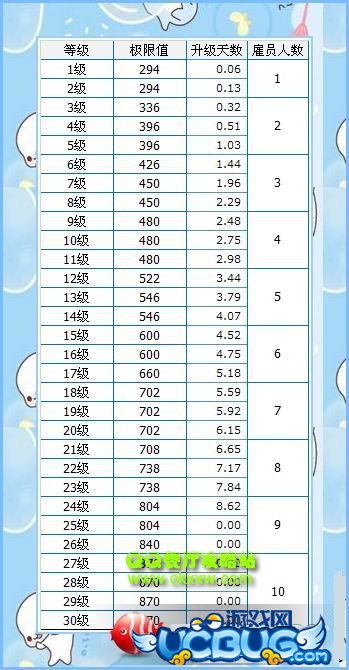 等级 极限值 升级天数 雇员人数
1级 294 0.06 1
2级 294 0.13
3级 336 0.32
4级 396 0.51 2
5级 396 1.03
6级 426 1.44
7级 450 1.96 3
8级 450 2.29
9级 480 2.48
10级 480 2.75 4
11级 480 2.98
12级 522 3.44
13级 546 3.79 5
14级 546 4.07
15级 600 4.52
16级 600 4.75 6
17级 660 5.18
18级 702 5.59
19级 702 5.92 7
20级 702 6.15
21级 708 6.65
22级 738 7.17 8
23级 738 7.84
24级 804 8.62
25级 804 0.00 9
26级 840 0.00
QQ餐厅攻略站
27级
28级 10
29级 870 0.00
30级
游戏网
UCBUG.com